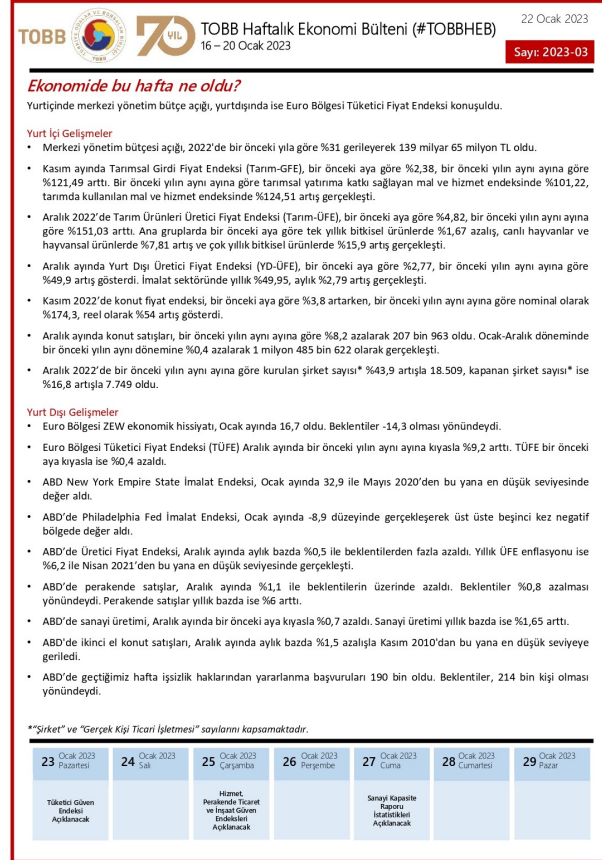 TOBB
70 YIL
TOBB Haftalık Ekonomi Bülteni (#TOBBHEB)
16 – 20 Ocak 2023
22 Ocak 2023
Sayı: 2023-03
Ekonomide bu hafta ne oldu?
Yurtiçinde merkezi yönetim bütçe açığı, yurtdışında ise Euro Bölgesi Tüketici Fiyat Endeksi konuşuldu.
Yurt İçi Gelişmeler
• Merkezi yönetim bütçesi açığı, 2022'de bir önceki yıla göre %31 gerileyerek 139 milyar 65 milyon TL oldu.
• Kasım ayında Tarımsal Girdi Fiyat Endeksi (Tarım-GFE), bir önceki aya göre %2,38, bir önceki yılın aynı ayına göre
%121,49 arttı. Bir önceki yılın aynı ayına göre tarımsal yatırıma katkı sağlayan mal ve hizmet endeksinde %101,22,
tarımda kullanılan mal ve hizmet endeksinde %124,51 artış gerçekleşti.
• Aralık 2022’de Tarım Ürünleri Üretici Fiyat Endeksi (Tarım-ÜFE), bir önceki aya göre %4,82, bir önceki yılın aynı ayına
göre %151,03 arttı. Ana gruplarda bir önceki aya göre tek yıllık bitkisel ürünlerde %1,67 azalış, canlı hayvanlar ve
hayvansal ürünlerde %7,81 artış ve çok yıllık bitkisel ürünlerde %15,9 artış gerçekleşti.
• Aralık ayında Yurt Dışı Üretici Fiyat Endeksi (YD-ÜFE), bir önceki aya göre %2,77, bir önceki yılın aynı ayına göre
%49,9 artış gösterdi. İmalat sektöründe yıllık %49,95, aylık %2,79 artış gerçekleşti.
• Kasım 2022’de konut fiyat endeksi, bir önceki aya göre %3,8 artarken, bir önceki yılın aynı ayına göre nominal olarak
%174,3, reel olarak %54 artış gösterdi.
• Aralık ayında konut satışları, bir önceki yılın aynı ayına göre %8,2 azalarak 207 bin 963 oldu. Ocak-Aralık döneminde
bir önceki yılın aynı dönemine %0,4 azalarak 1 milyon 485 bin 622 olarak gerçekleşti.
• Aralık 2022’de bir önceki yılın aynı ayına göre kurulan şirket sayısı* %43,9 artışla 18.509, kapanan şirket sayısı* ise
%16,8 artışla 7.749 oldu.
Yurt Dışı Gelişmeler
• Euro Bölgesi ZEW ekonomik hissiyatı, Ocak ayında 16,7 oldu. Beklentiler -14,3 olması yönündeydi.
• Euro Bölgesi Tüketici Fiyat Endeksi (TÜFE) Aralık ayında bir önceki yılın aynı ayına kıyasla %9,2 arttı. TÜFE bir önceki
aya kıyasla ise %0,4 azaldı.
• ABD New York Empire State İmalat Endeksi, Ocak ayında 32,9 ile Mayıs 2020’den bu yana en düşük seviyesinde
değer aldı.
• ABD’de Philadelphia Fed İmalat Endeksi, Ocak ayında -8,9 düzeyinde gerçekleşerek üst üste beşinci kez negatif
bölgede değer aldı.
• ABD’de Üretici Fiyat Endeksi, Aralık ayında aylık bazda %0,5 ile beklentilerden fazla azaldı. Yıllık ÜFE enflasyonu ise
%6,2 ile Nisan 2021’den bu yana en düşük seviyesinde gerçekleşti.
• ABD’de perakende satışlar, Aralık ayında %1,1 ile beklentilerin üzerinde azaldı. Beklentiler %0,8 azalması
yönündeydi. Perakende satışlar yıllık bazda ise %6 arttı.
• ABD’de sanayi üretimi, Aralık ayında bir önceki aya kıyasla %0,7 azaldı. Sanayi üretimi yıllık bazda ise %1,65 arttı.
• ABD'de ikinci el konut satışları, Aralık ayında aylık bazda %1,5 azalışla Kasım 2010'dan bu yana en düşük seviyeye
geriledi.
• ABD’de geçtiğimiz hafta işsizlik haklarından yararlanma başvuruları 190 bin oldu. Beklentiler, 214 bin kişi olması
yönündeydi.
*“Şirket” ve “Gerçek Kişi Ticari İşletmesi” sayılarını kapsamaktadır.
23 Ocak 2023 Pazartesi
24 Ocak 2023 Salı
25 Ocak 2023 Çarşamba
26 Ocak 2023 Perşembe
27 Ocak 2023 Cuma
28 Ocak 2023 Cumartesi
29 Ocak 2023 Pazar
Tüketici Güven
Endeksi
Açıklanacak
Hizmet,
Perakende Ticaret
ve İnşaat Güven
Endeksleri
Açıklanacak
Sanayi Kapasite
Raporu
İstatistikleri
Açıklanacak